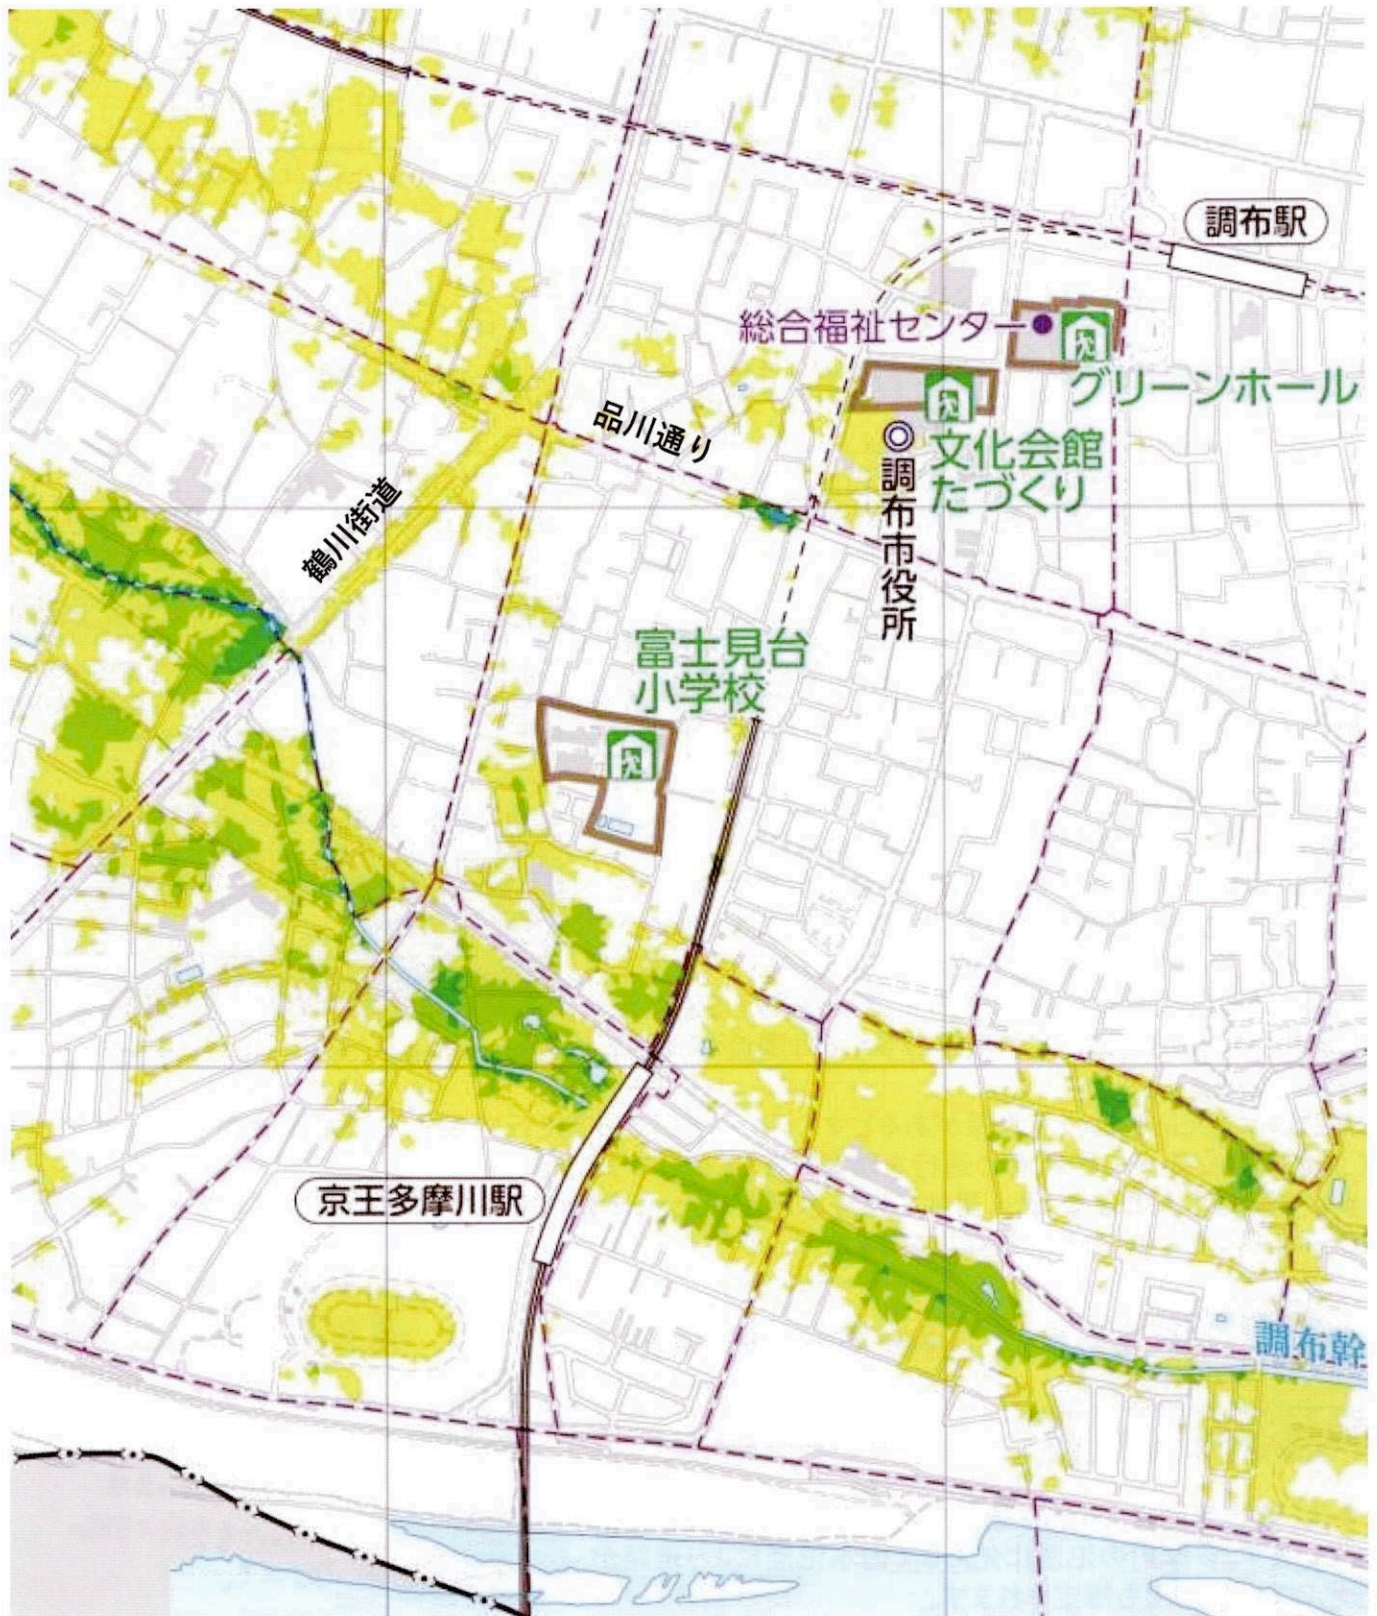 調布駅
総合福祉センター
グリーンホール
品川通り
文化会館
たづくり
調布市役所
鶴川街道
富士見台
小学校
京王多摩川駅
調布幹